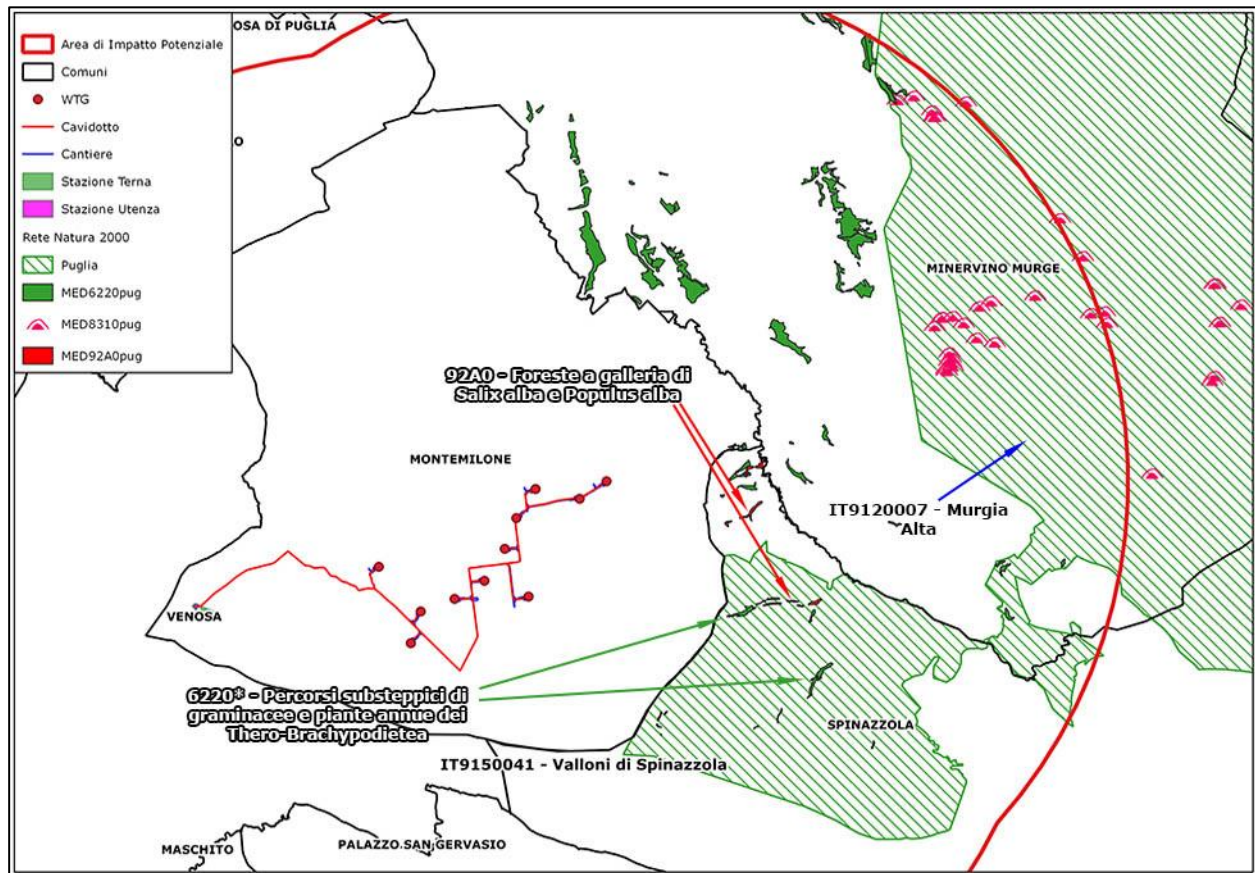 OSA DI PUGLIA
Area di Impatto Potenziale
Comuni
WTG
Cavidotto
Cantiere
Stazione Terna
Stazione Utenza
Rete Natura 2000
Puglia
MED6220pug
MED8310pug
MED92A0pug
o
MINERVINO MURGE
92A0 - Foreste a galleria di
Salix alba e Populus alba
MONTEMILONE
IT9120007 - Murgia
Alta
VENOSA
6220* - Percorsi substeppici di
graminacee e piante annue dei
Thero-Brachypodietea
SPINAZZOLA
IT9150041 - Valloni di Spinazzola
MASCHITO
PALAZZO SAN GERVASIO